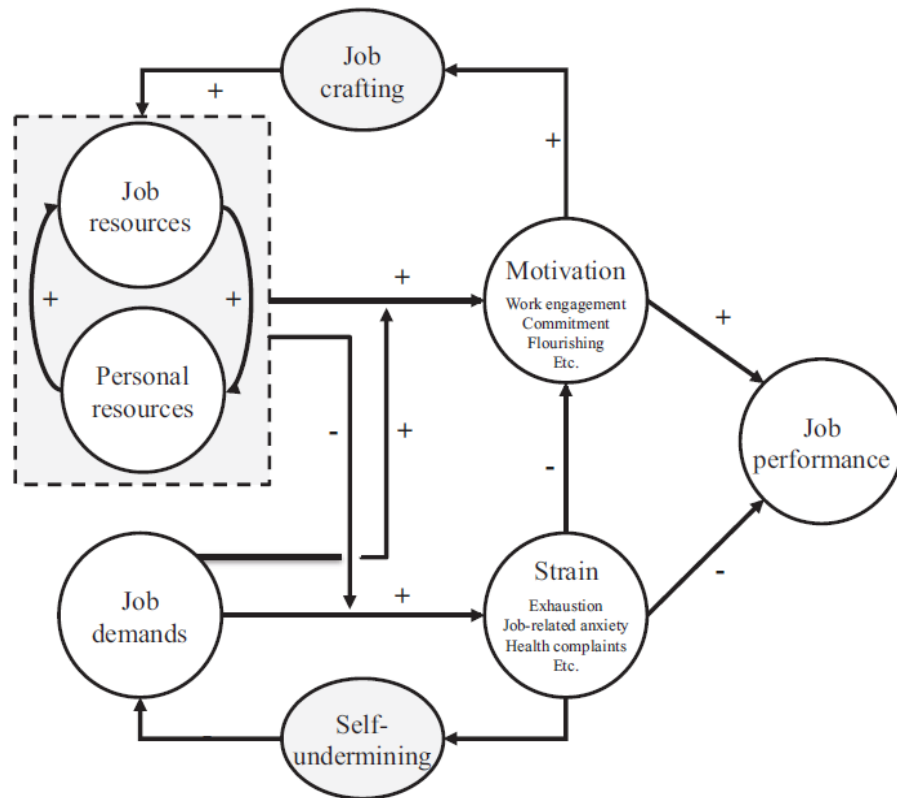 Job
crafting
+
+
Job
resources
+
+
Personal
resources
+
-
+
Motivation
Work engagement
Commitment
Flourishing
Etc.
+
Job
performance
-
-
Job
demands
+
Strain
Exhaustion
Job-related anxiety
Health complaints
Etc.
Self-
undermining
-